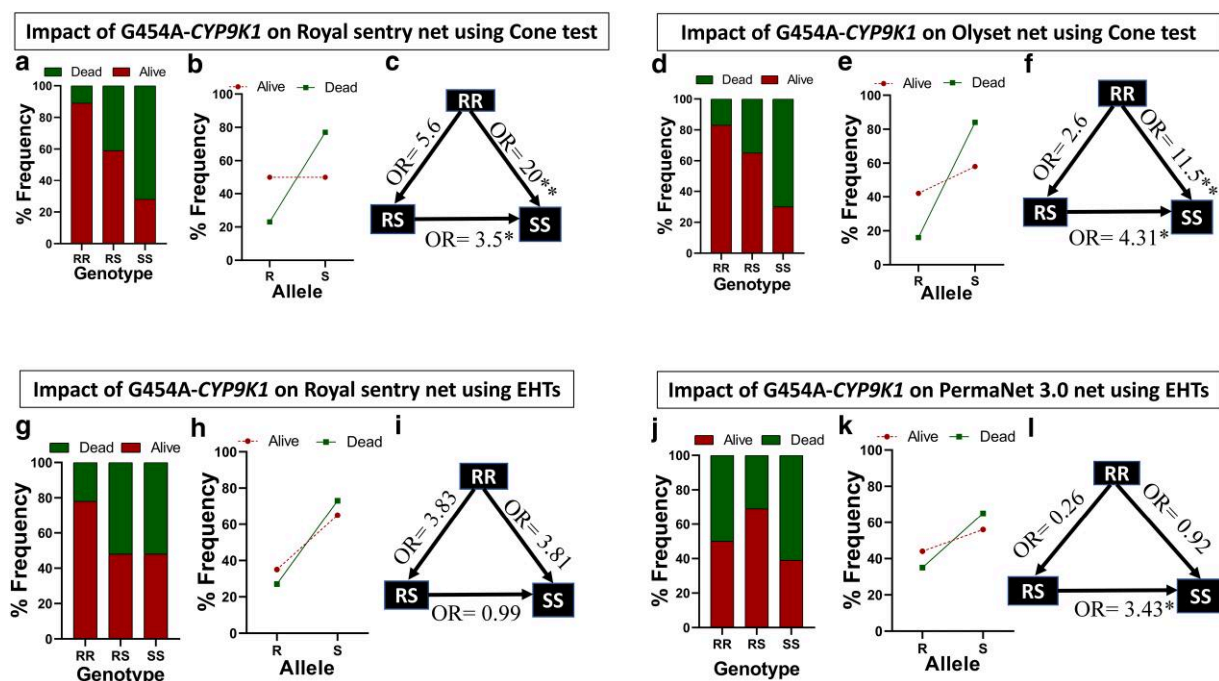 Impact of G454A-CYP9K1 on Royal sentry net using Cone test
a
Dead Alive
% Frequency
100
80
60
40
20
0
RR RS SS
Genotype
b
Alive Dead
% Frequency
100
80
60
40
20
0
R S
Allele
c
RR
OR= 5.6
OR= 20**
RS
SS
OR= 3.5*
Impact of G454A-CYP9K1 on Olyset net using Cone test
d
Dead Alive
% Frequency
100
80
60
40
20
0
RR RS SS
Genotype
e
Alive Dead
% Frequency
100
80
60
40
20
0
R S
Allele
f
RR
OR= 2.6
OR= 11.5**
RS
SS
OR= 4.31*
Impact of G454A-CYP9K1 on Royal sentry net using EHTs
g
Dead Alive
% Frequency
100
80
60
40
20
0
RR RS SS
Genotype
h
Alive Dead
% Frequency
100
80
60
40
20
0
R S
Allele
i
RR
OR= 3.83
OR= 3.81
RS
SS
OR= 0.99
Impact of G454A-CYP9K1 on PermaNet 3.0 net using EHTs
j
Alive Dead
% Frequency
100
80
60
40
20
0
RR RS SS
Genotype
k
Alive Dead
% Frequency
100
80
60
40
20
0
R S
Allele
l
RR
OR= 0.26
OR= 0.92
RS
SS
OR= 3.43*